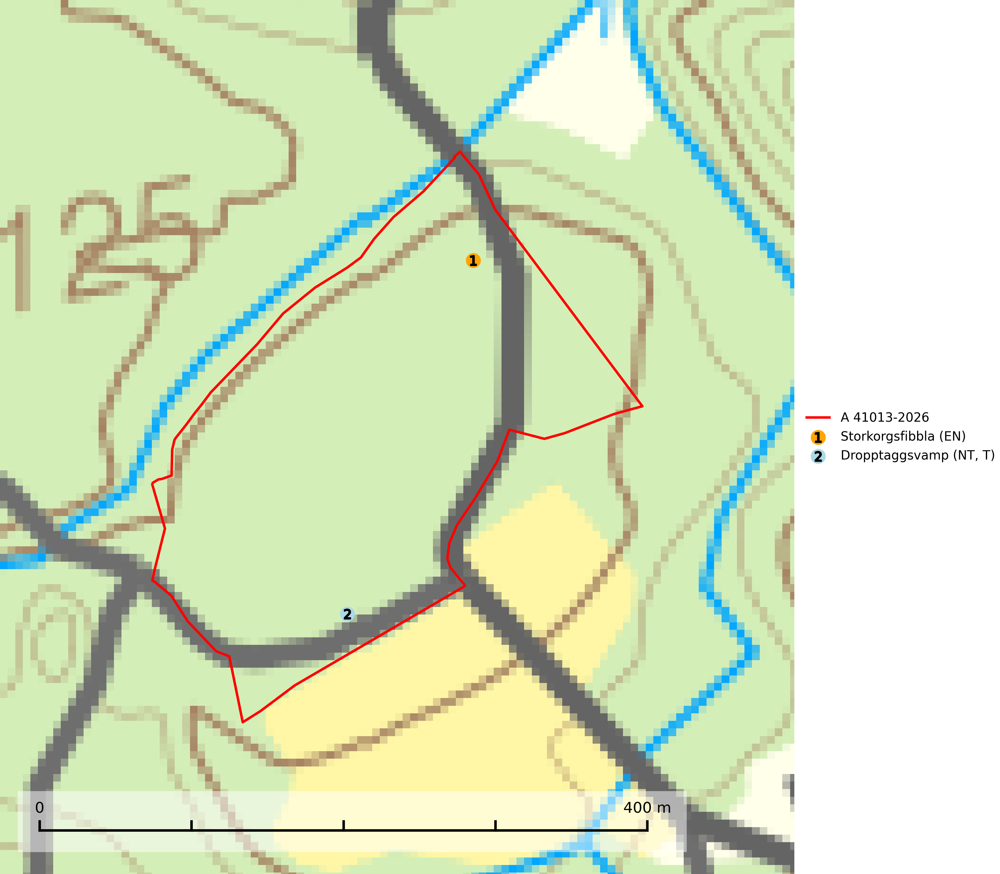 125
1
2
A 41013-2026
1 Storkorgsfibbla (EN)
2 Dropptaggsvamp (NT, T)
0 400 m